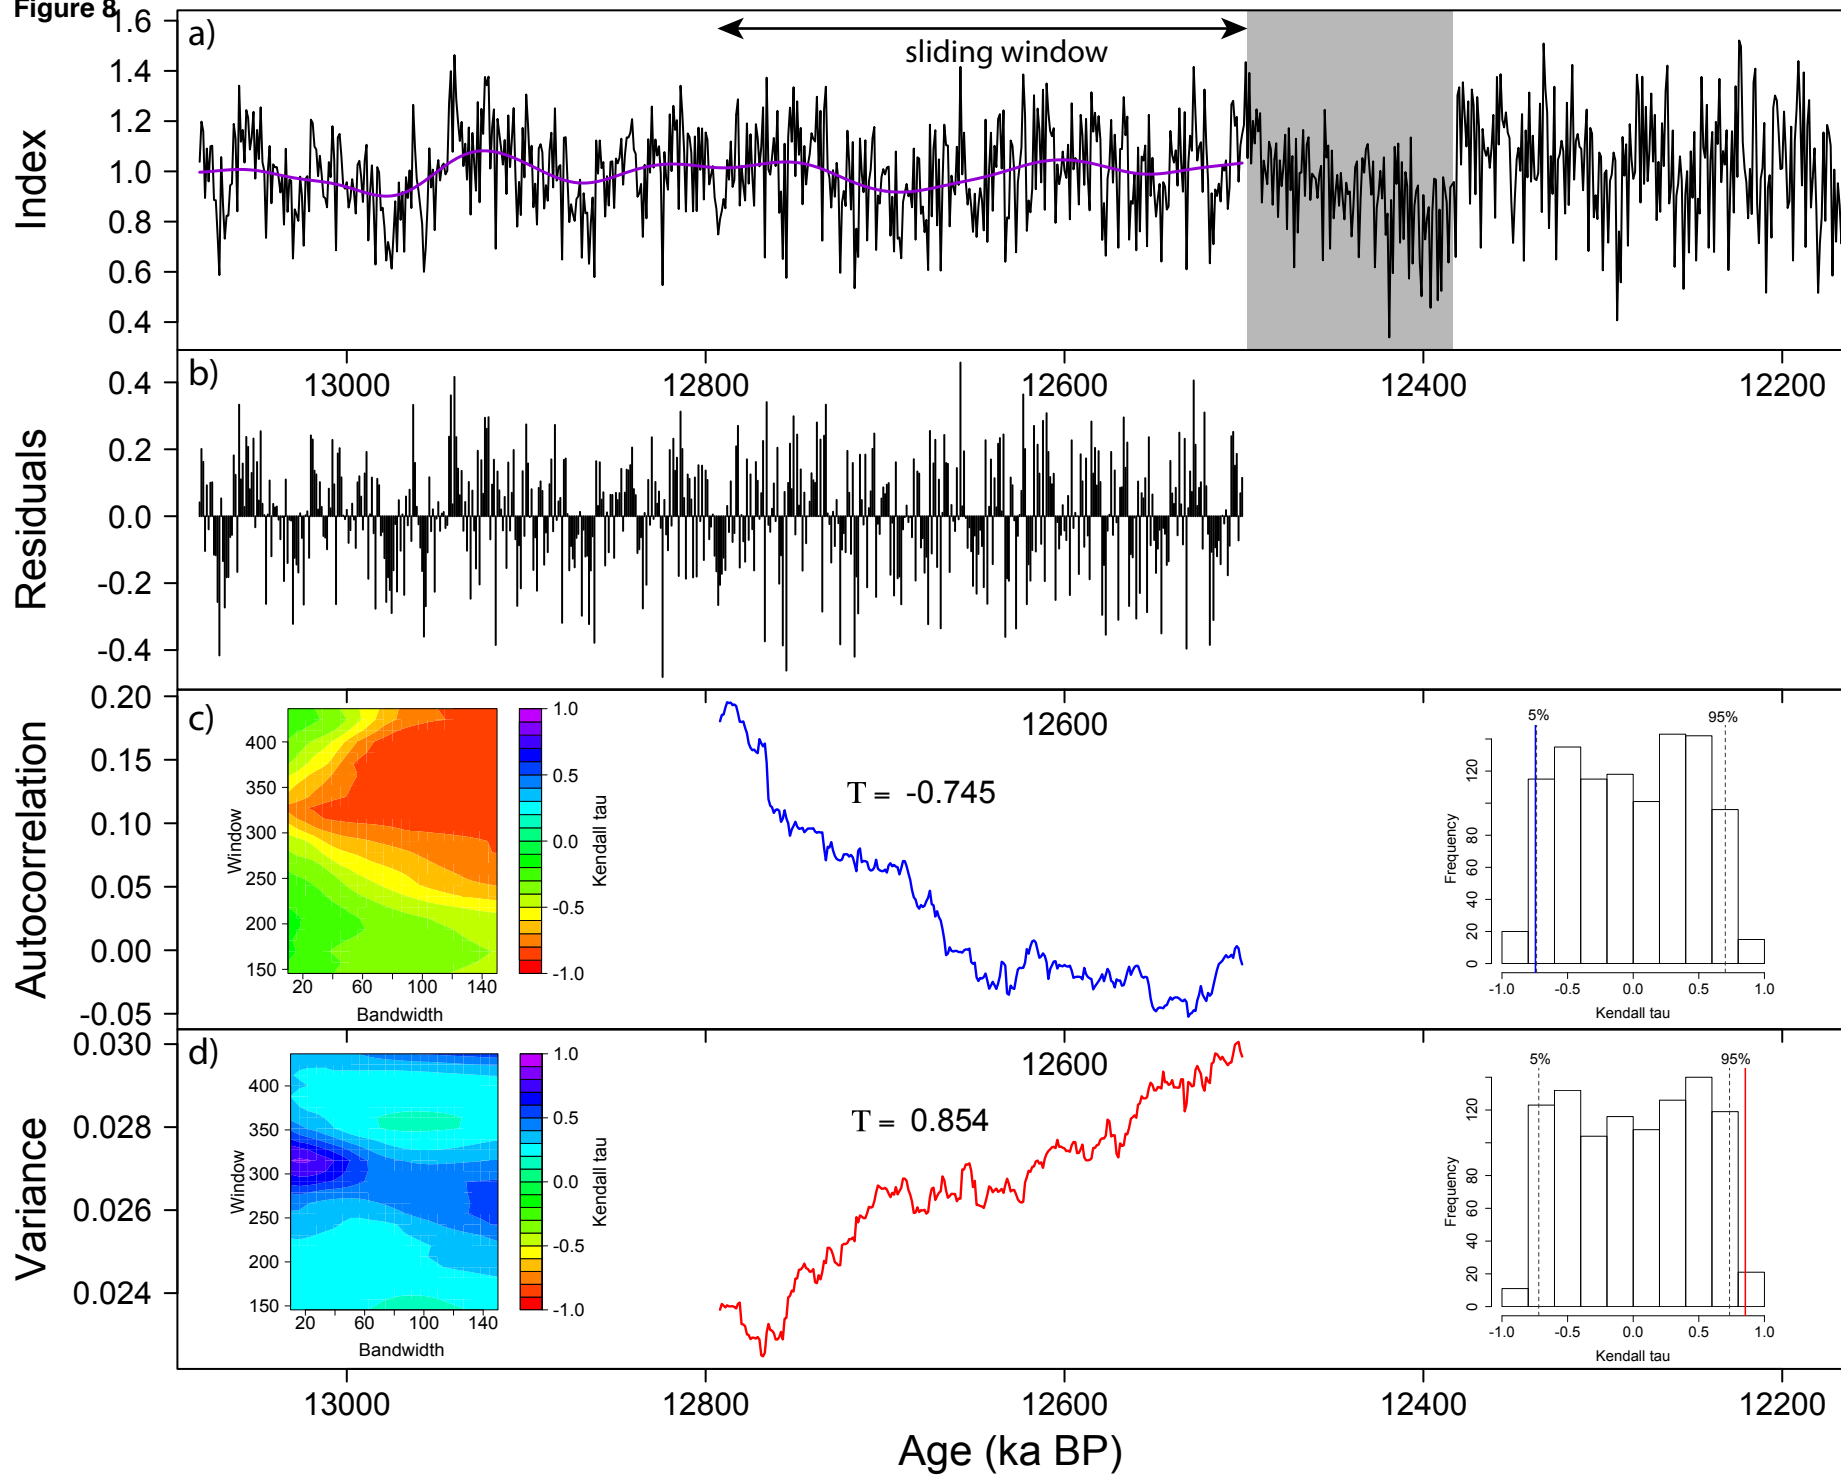 Figure 8
a)
1.6
1.4
1.2
1.0
0.8
0.6
0.4
Index
sliding window
b)
13000 12800 12600 12400 12200
0.4
0.2
0.0
-0.2
-0.4
Residuals
c)
0.20
0.15
0.10
0.05
0.00
-0.05
Autocorrelation
12600
T = -0.745
400
350
300
250
200
150
Window
20 60 100 140
Bandwidth
1.0
0.5
0.0
-0.5
-1.0
Kendall tau
5% 95%
120
80
60
40
20
0
Frequency
-1.0 -0.5 0.0 0.5 1.0
Kendall tau
d)
0.030
0.028
0.026
0.024
Variance
12600
T = 0.854
400
350
300
250
200
150
Window
20 60 100 140
Bandwidth
1.0
0.5
0.0
-0.5
-1.0
Kendall tau
5% 95%
120
80
60
40
20
0
Frequency
-1.0 -0.5 0.0 0.5 1.0
Kendall tau
13000 12800 12600 12400 12200
Age (ka BP)